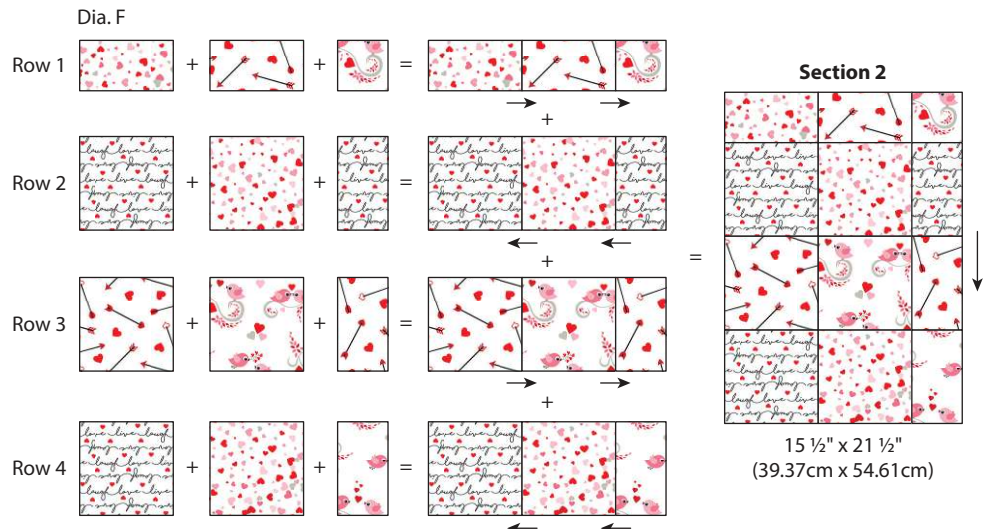 Dia. F
Row 1 + + =
+
Section 2
Row 2 + + =
+
=
Row 3 + + =
+
Row 4 + + =
15 ½" x 21 ½"
(39.37cm x 54.61cm)